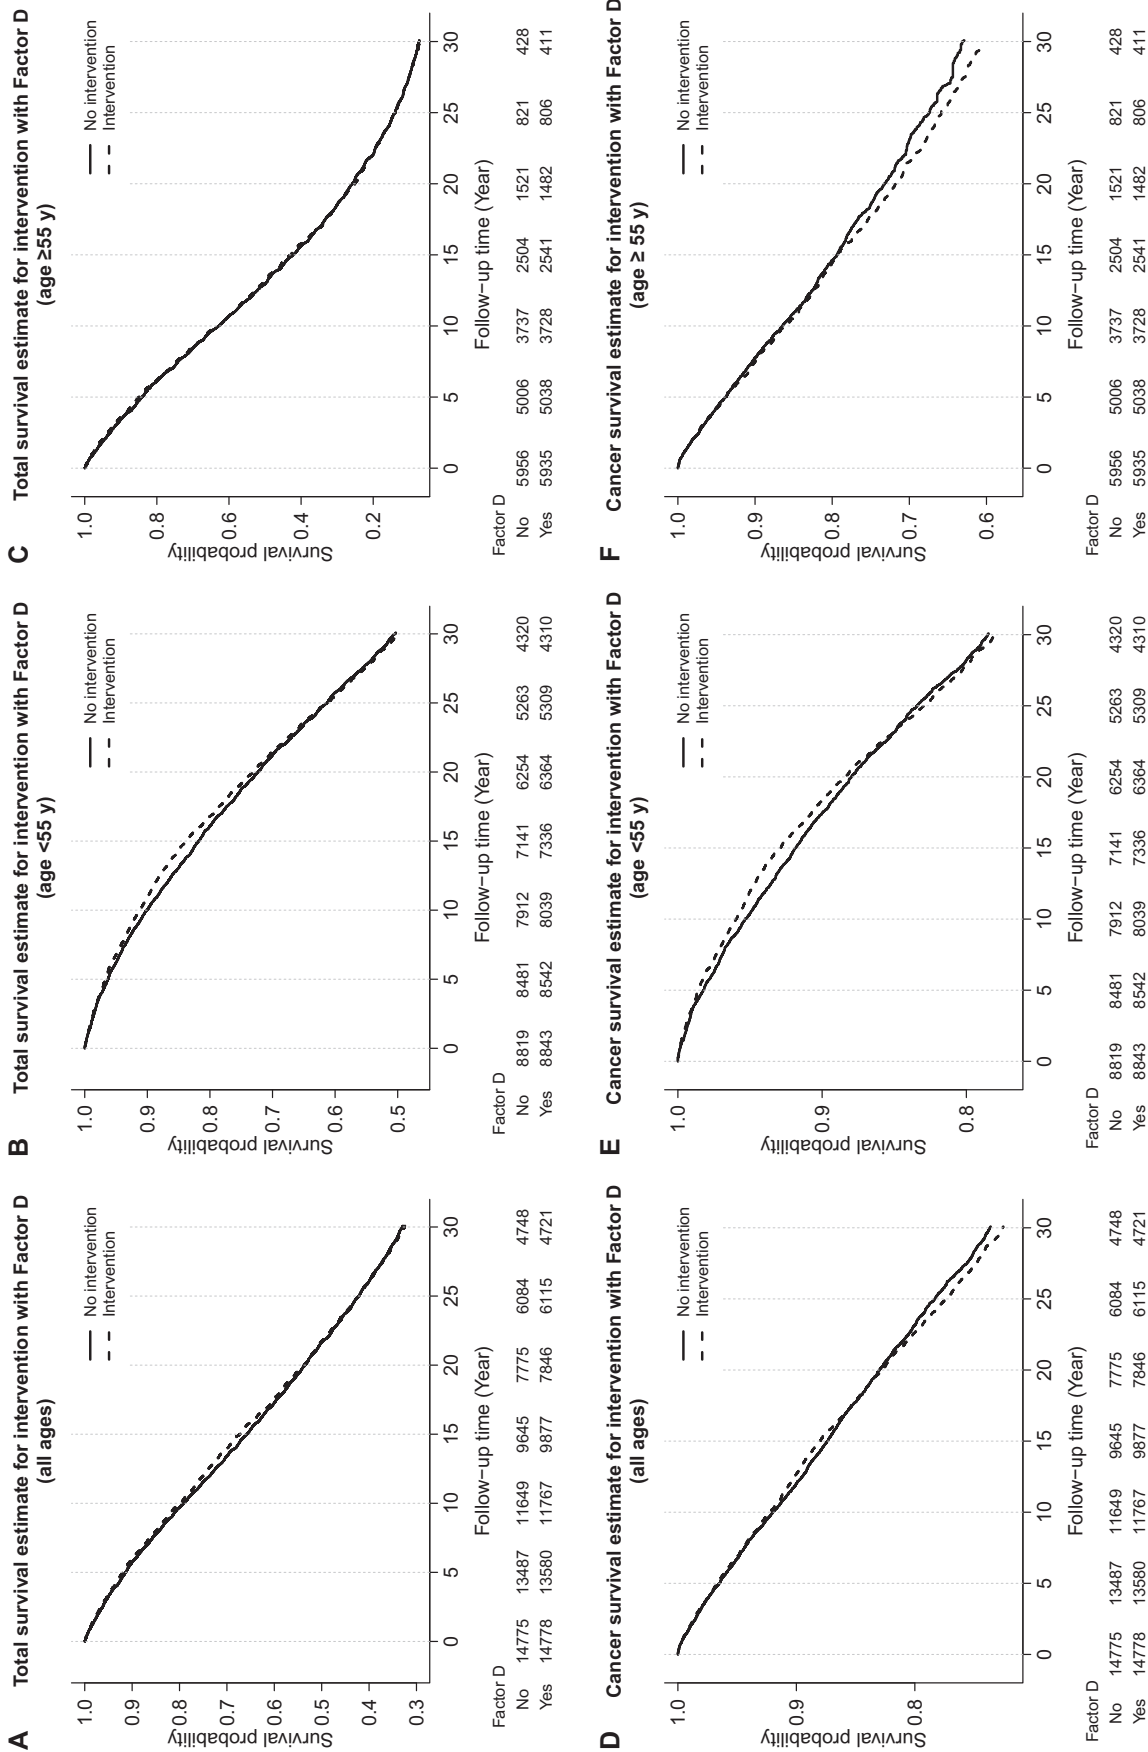 A Total survival estimate for intervention with Factor D
(all ages)
No intervention
Intervention
Survival probability
1.0
0.9
0.8
0.7
0.6
0.5
0.4
0.3
0 5 10 15 20 25 30
Follow−up time (Year)
Factor D
No 14775 13487 11649 9645 7775 6084 4748
Yes 14778 13580 11767 9877 7846 6115 4721
B Total survival estimate for intervention with Factor D
(age <55 y)
No intervention
Intervention
Survival probability
1.0
0.9
0.8
0.7
0.6
0.5
0 5 10 15 20 25 30
Follow−up time (Year)
Factor D
No 8819 8481 7912 7141 6254 5263 4320
Yes 8843 8542 8039 7336 6364 5309 4310
C Total survival estimate for intervention with Factor D
(age ≥55 y)
No intervention
Intervention
Survival probability
1.0
0.8
0.6
0.4
0.2
0 5 10 15 20 25 30
Follow−up time (Year)
Factor D
No 5956 5006 3737 2504 1521 821 428
Yes 5935 5038 3728 2541 1482 806 411
D Cancer survival estimate for intervention with Factor D
(all ages)
No intervention
Intervention
Survival probability
1.0
0.9
0.8
0 5 10 15 20 25 30
Follow−up time (Year)
Factor D
No 14775 13487 11649 9645 7775 6084 4748
Yes 14778 13580 11767 9877 7846 6115 4721
E Cancer survival estimate for intervention with Factor D
(age <55 y)
No intervention
Intervention
Survival probability
1.0
0.9
0.8
0 5 10 15 20 25 30
Follow−up time (Year)
Factor D
No 8819 8481 7912 7141 6254 5263 4320
Yes 8843 8542 8039 7336 6364 5309 4310
F Cancer survival estimate for intervention with Factor D
(age ≥ 55 y)
No intervention
Intervention
Survival probability
1.0
0.9
0.8
0.7
0.6
0 5 10 15 20 25 30
Follow−up time (Year)
Factor D
No 5956 5006 3737 2504 1521 821 428
Yes 5935 5038 3728 2541 1482 806 411